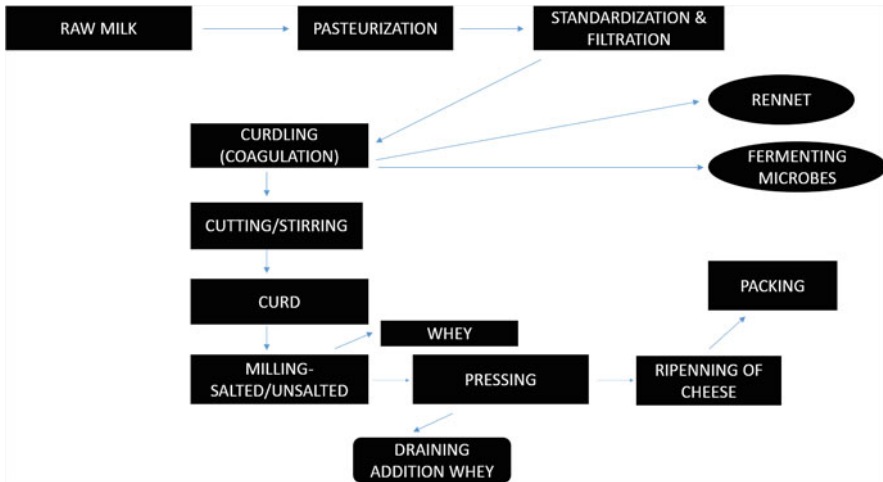 RAW MILK
PASTEURIZATION
STANDARDIZATION &
FILTRATION
RENNET
CURDLING
(COAGULATION)
FERMENTING
MICROBES
CUTTING/STIRRING
CURD
PACKING
WHEY
MILLING-
SALTED/UNSALTED
PRESSING
RIPENNING OF
CHEESE
DRAINING
ADDITION WHEY